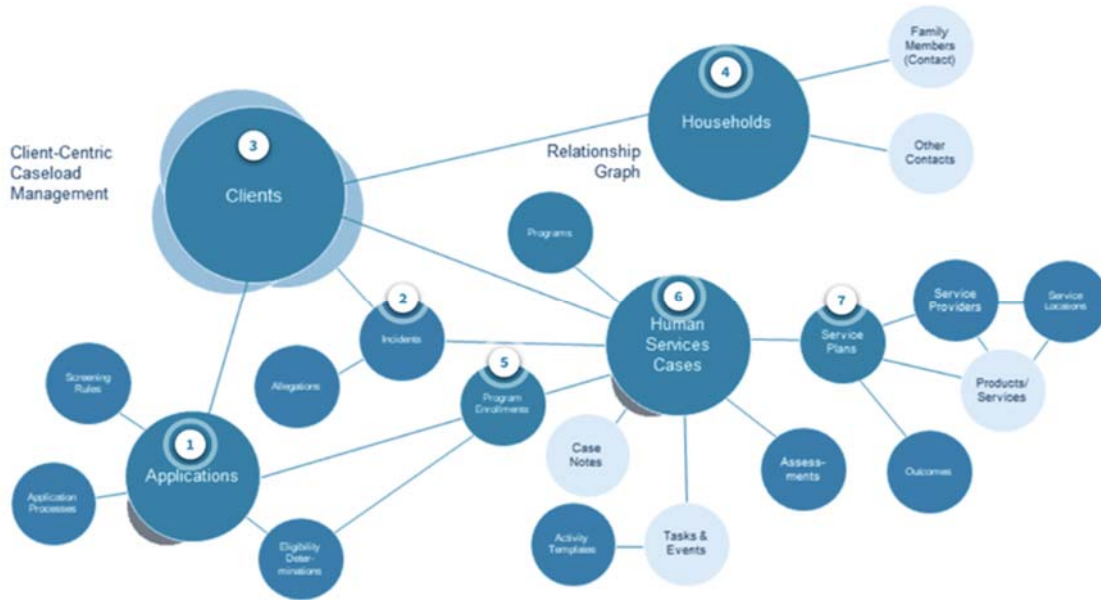 Client-Centric
Caseload
Management
3
Clients
4
Households
Family
Members
(Contact)
Other
Contacts
Relationship
Graph
Programs
2
Incidents
Allegations
6
Human
Services
Cases
7
Service
Plans
Service
Providers
Service
Locations
Products/
Services
5
Program
Enrollments
Screening
Rules
1
Applications
Application
Processes
Eligibility
Deter-
minations
Case
Notes
Assess-
ments
Outcomes
Activity
Templates
Tasks &
Events